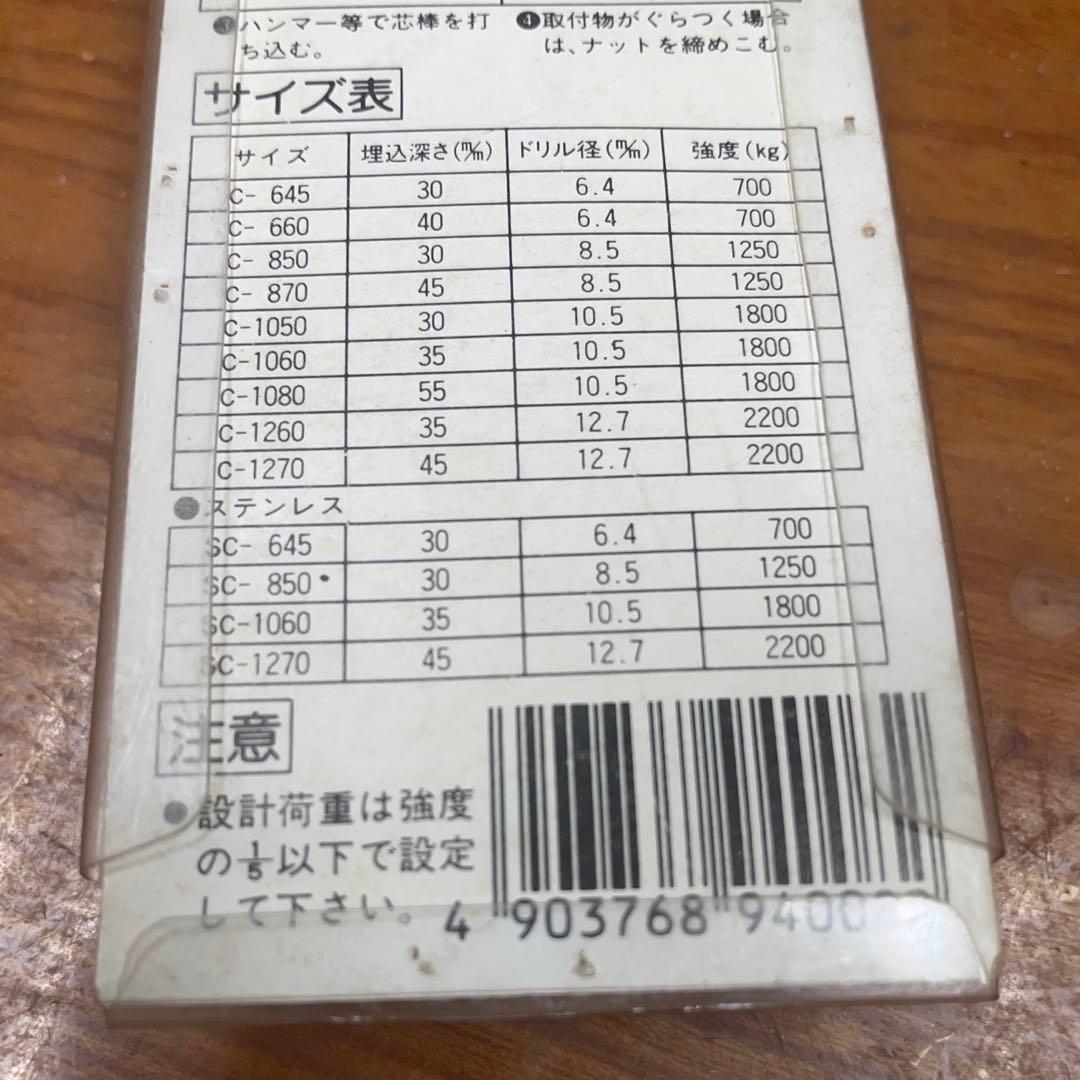 ❸ハンマー等で芯棒を打
ち込む。
❹取付物がぐらつく場合
は、ナットを締めこむ。
サイズ表
サイズ 埋込深さ(㎜) ドリル径(㎜) 強度(kg)
C- 645 30 6.4 700
C- 660 40 6.4 700
C- 850 30 8.5 1250
C- 870 45 8.5 1250
C-1050 30 10.5 1800
C-1060 35 10.5 1800
C-1080 55 10.5 1800
C-1260 35 12.7 2200
C-1270 45 12.7 2200
●ステンレス
SC- 645 30 6.4 700
SC- 850 30 8.5 1250
SC-1060 35 10.5 1800
SC-1270 45 12.7 2200
注意
●設計荷重は強度
の1/5以下で設定
して下さい。
4 903768 9400